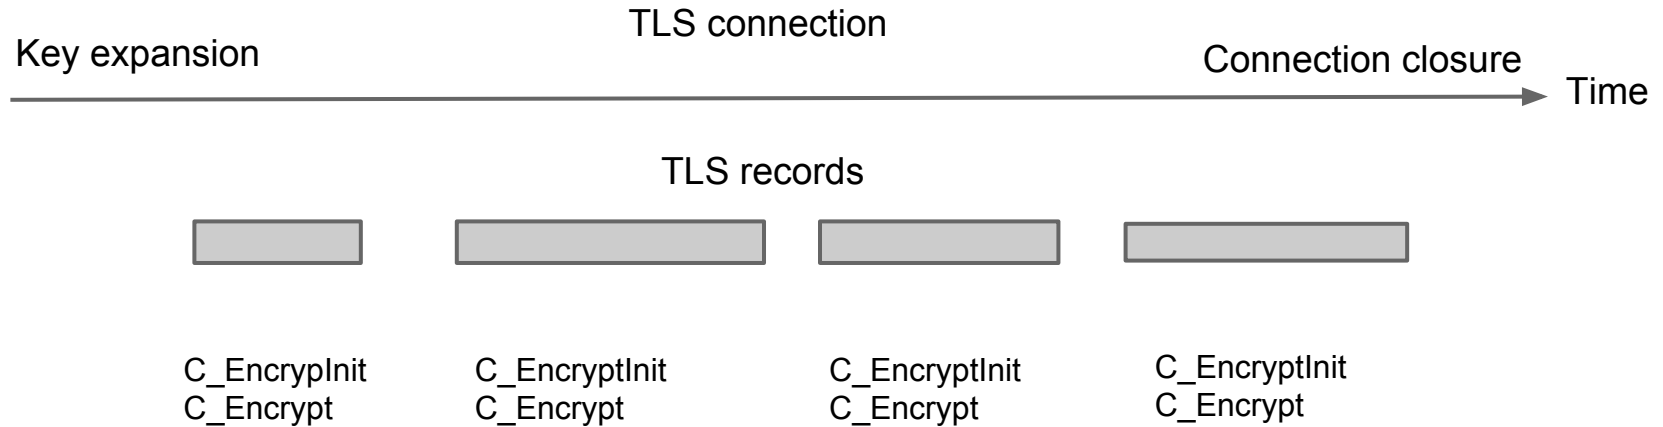 TLS connection
Key expansion
Connection closure
Time
TLS records
C_EncrypInit
C_Encrypt
C_EncryptInit
C_Encrypt
C_EncryptInit
C_Encrypt
C_EncryptInit
C_Encrypt